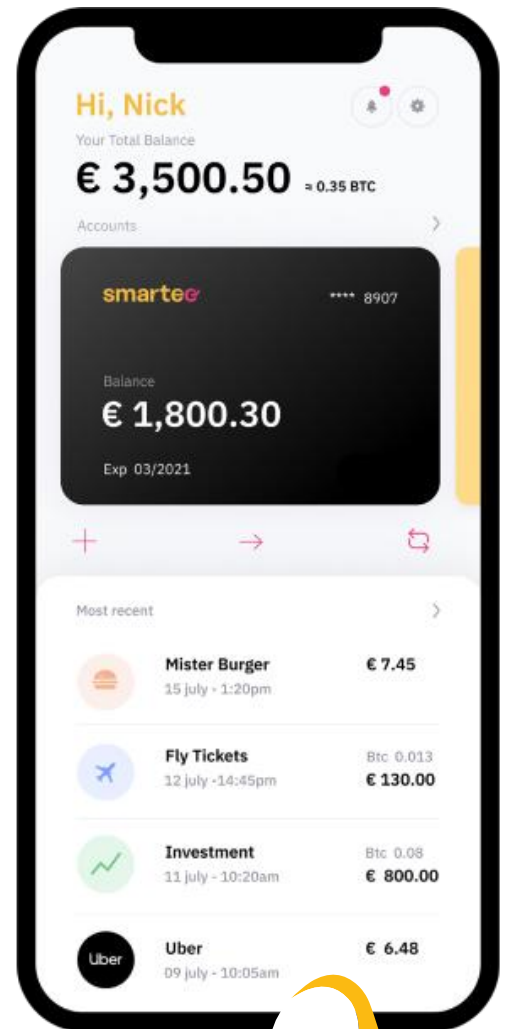 Hi, Nick
Your Total Balance
€ 3,500.50 ≈ 0.35 BTC
Accounts
smartee
**** 8907
Balance
€ 1,800.30
Exp 03/2021
Most recent
Mister Burger
€ 7.45
15 july - 1:20pm
Fly Tickets
Btc 0.013
12 july -14:45pm
€ 130.00
Investment
Btc 0.08
11 july - 10:20am
€ 800.00
Uber
Uber
€ 6.48
09 july - 10:05am